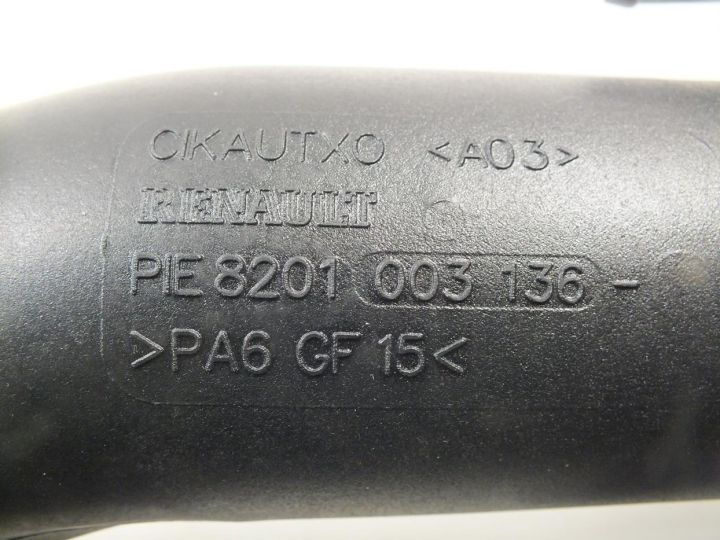 CIKAUTXO <A03>
RENAULT
PIE 8201 003 136 -
>PA6 GF 15<